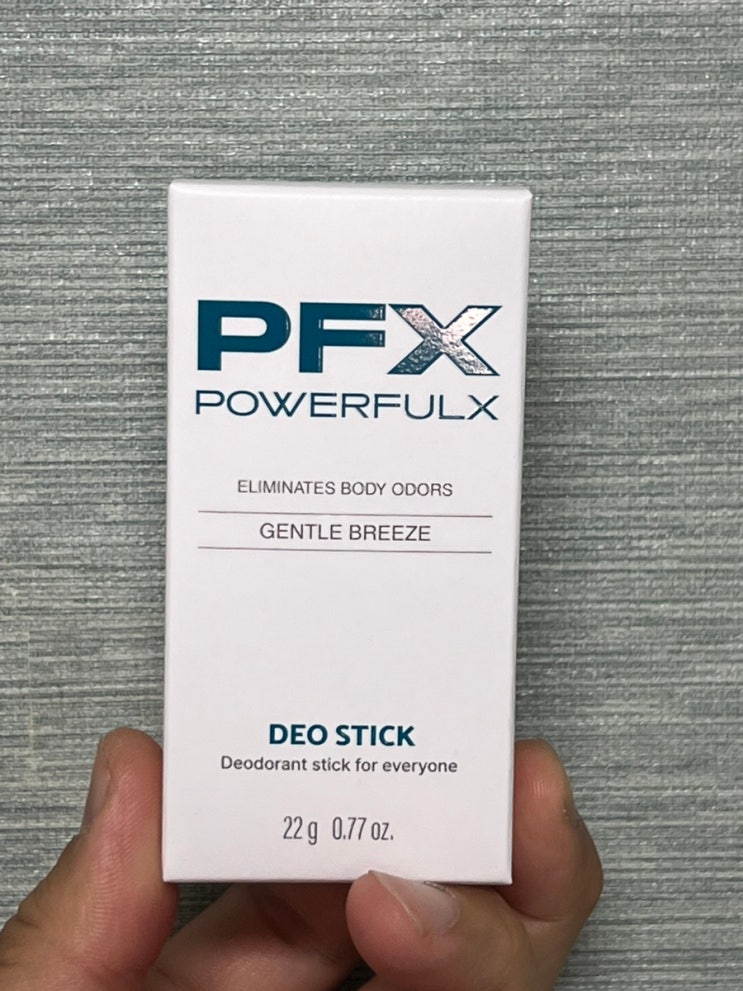 PFX
POWERFULX
ELIMINATES BODY ODORS
GENTLE BREEZE
DEO STICK
Deodorant stick for everyone
22 g 0.77 oz.